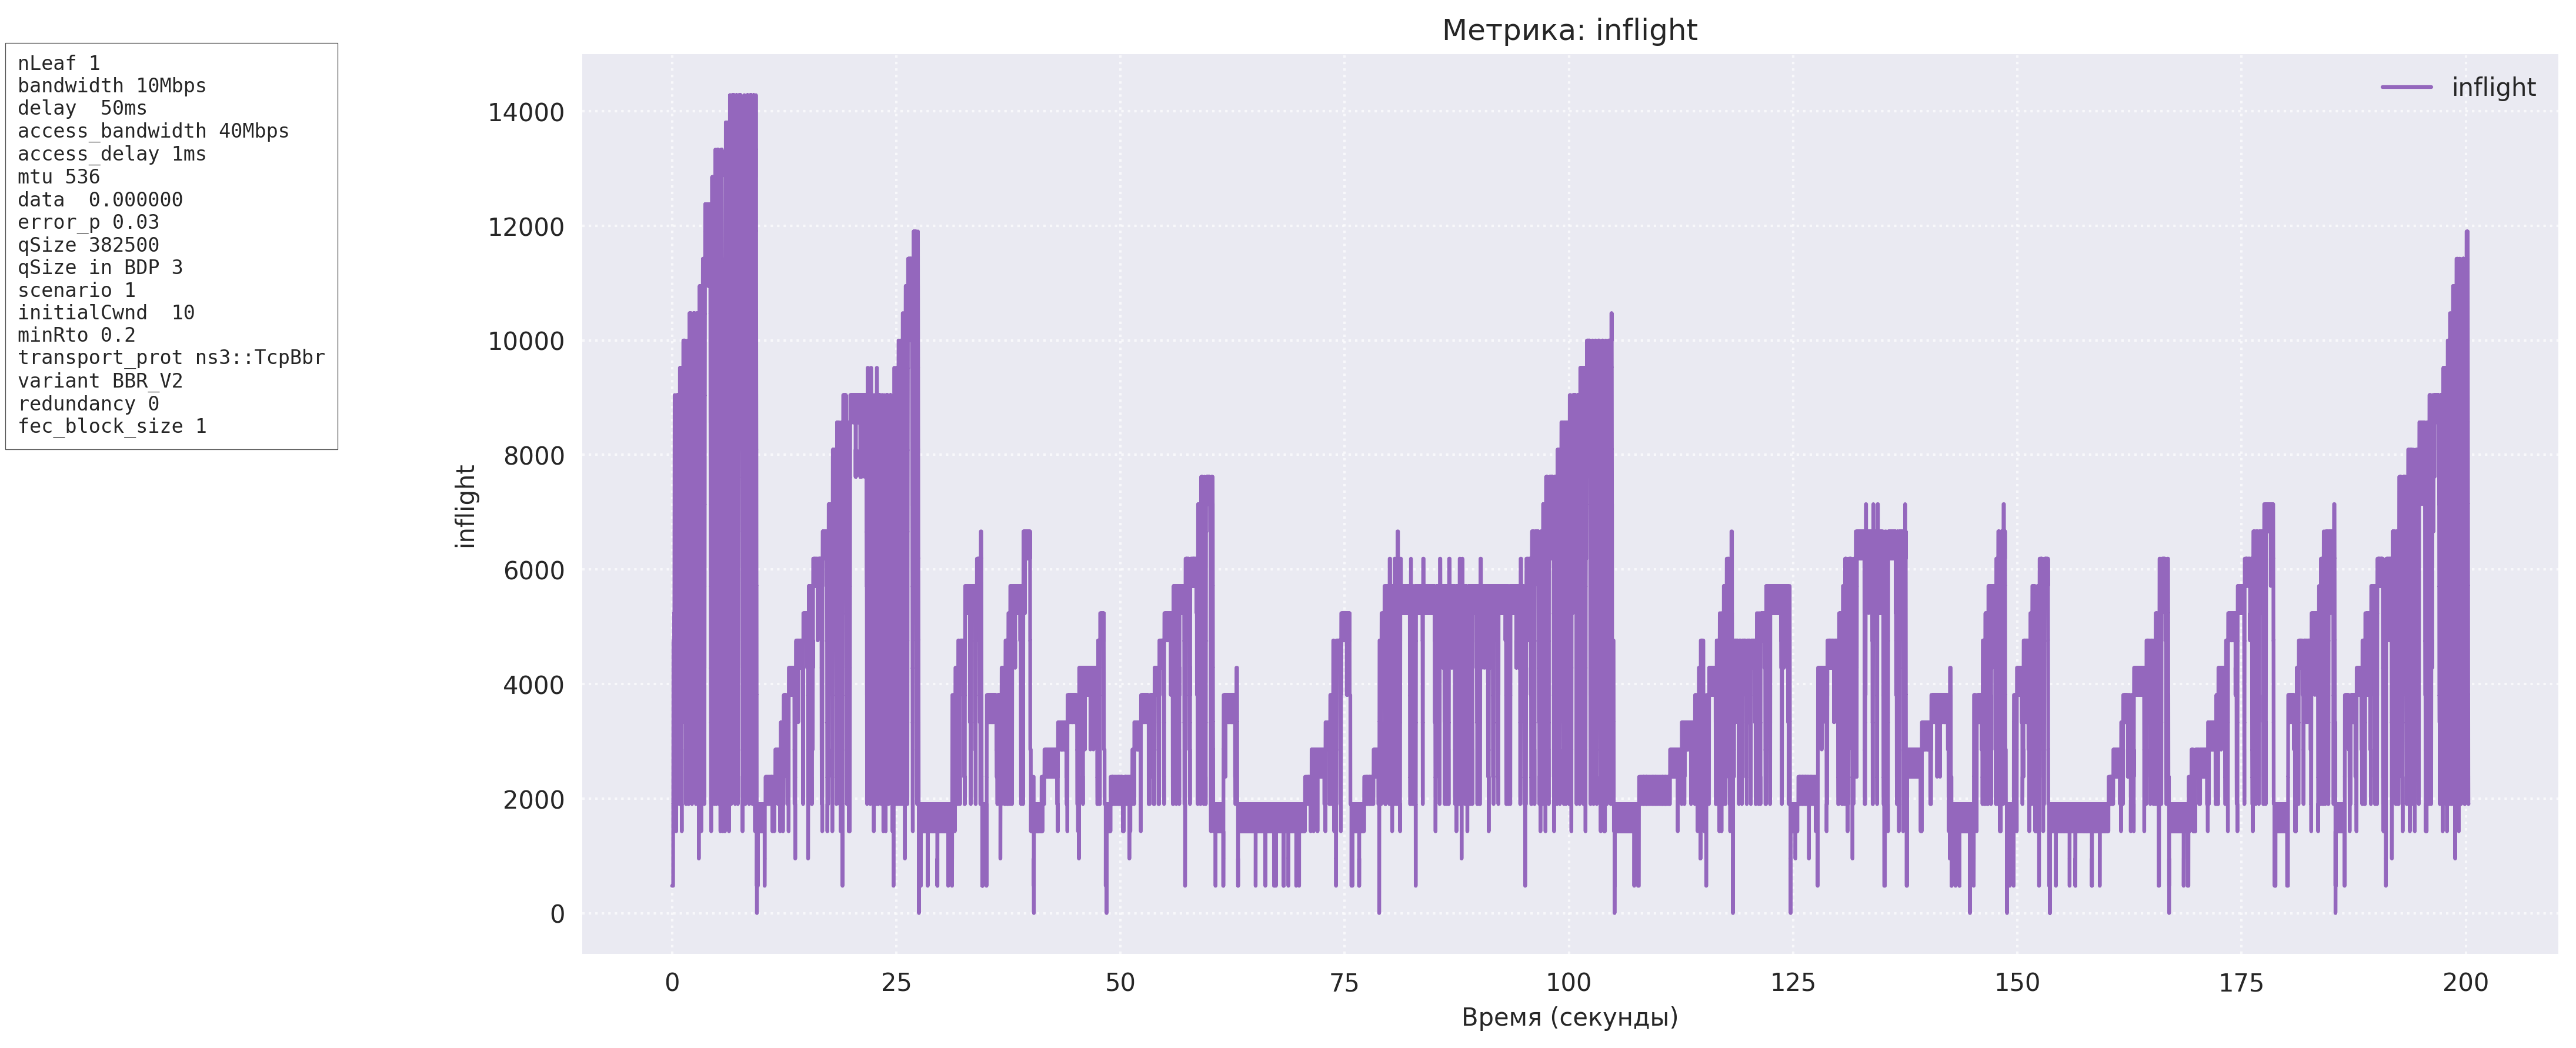 Метрика: inflight
nLeaf 1
bandwidth 10Mbps
delay  50ms
access_bandwidth 40Mbps
access_delay 1ms
mtu 536
data  0.000000
error_p 0.03
qSize 382500
qSize in BDP 3
scenario 1
initialCwnd  10
minRto 0.2
transport_prot ns3::TcpBbr
variant BBR_V2
redundancy 0
fec_block_size 1
inflight
14000
12000
10000
8000
6000
4000
2000
0
inflight
0 25 50 75 100 125 150 175 200
Время (секунды)